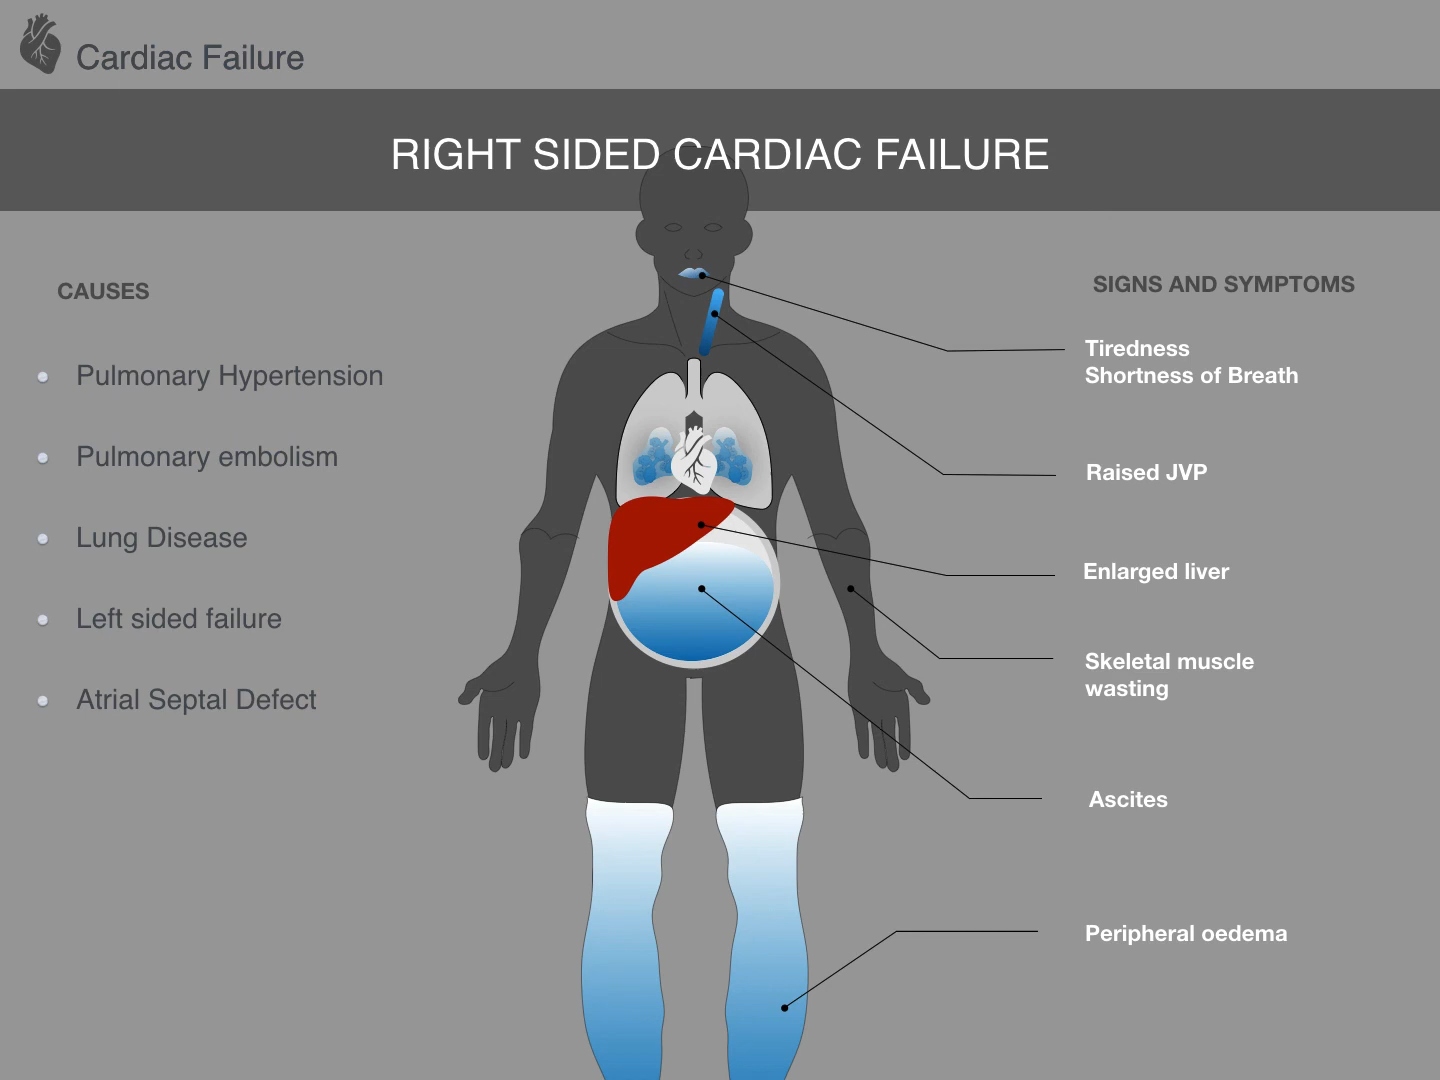 Cardiac Failure
RIGHT SIDED CARDIAC FAILURE
CAUSES
Pulmonary Hypertension
Pulmonary embolism
Lung Disease
Left sided failure
Atrial Septal Defect
SIGNS AND SYMPTOMS
Tiredness
Shortness of Breath
Raised JVP
Enlarged liver
Skeletal muscle
wasting
Ascites
Peripheral oedema